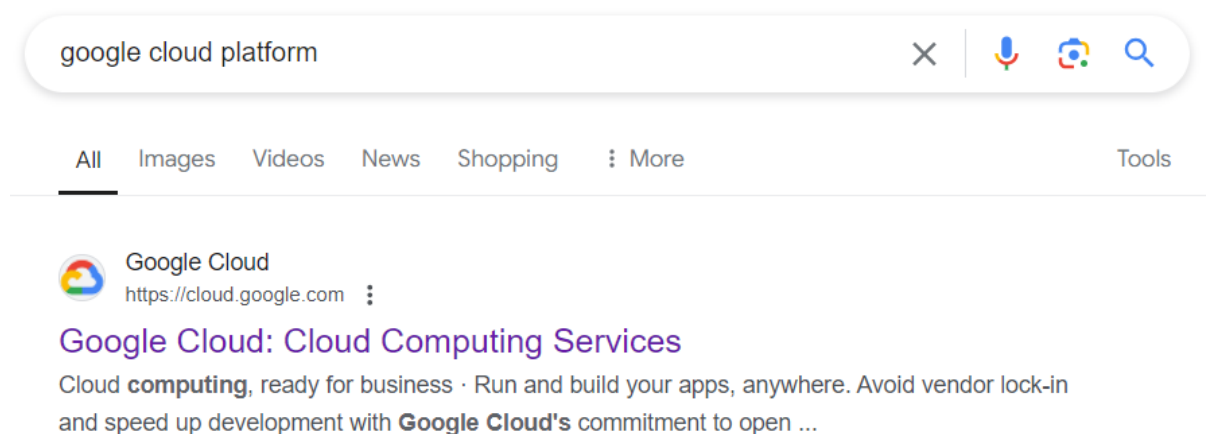 google cloud platform
All Images Videos News Shopping More Tools
Google Cloud
https://cloud.google.com
Google Cloud: Cloud Computing Services
Cloud computing, ready for business · Run and build your apps, anywhere. Avoid vendor lock-in
and speed up development with Google Cloud's commitment to open ...